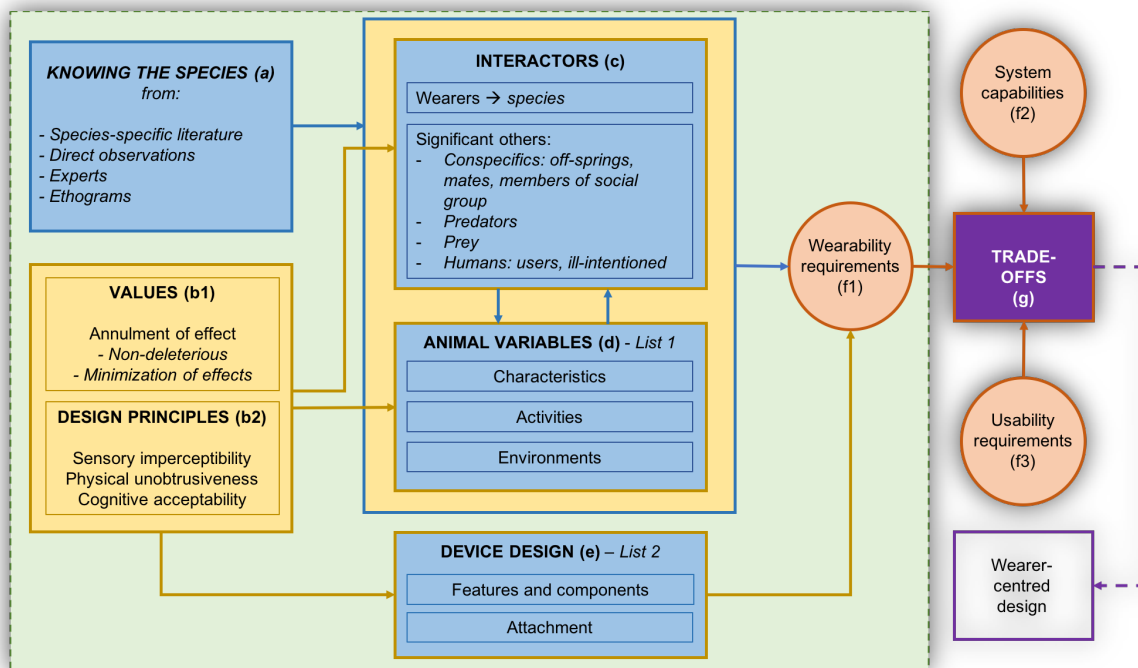 KNOWING THE SPECIES (a)
from:
- Species-specific literature
- Direct observations
- Experts
- Ethograms
VALUES (b1)
Annulment of effect
- Non-deleterious
- Minimization of effects
DESIGN PRINCIPLES (b2)
Sensory imperceptibility
Physical unobtrusiveness
Cognitive acceptability
INTERACTORS (c)
Wearers → species
Significant others:
- Conspecifics: off-springs,
mates, members of social
group
- Predators
- Prey
- Humans: users, ill-intentioned
ANIMAL VARIABLES (d) - List 1
Characteristics
Activities
Environments
DEVICE DESIGN (e) – List 2
Features and components
Attachment
Wearability
requirements
(f1)
System
capabilities
(f2)
TRADE-
OFFS
(g)
Usability
requirements
(f3)
Wearer-
centred
design